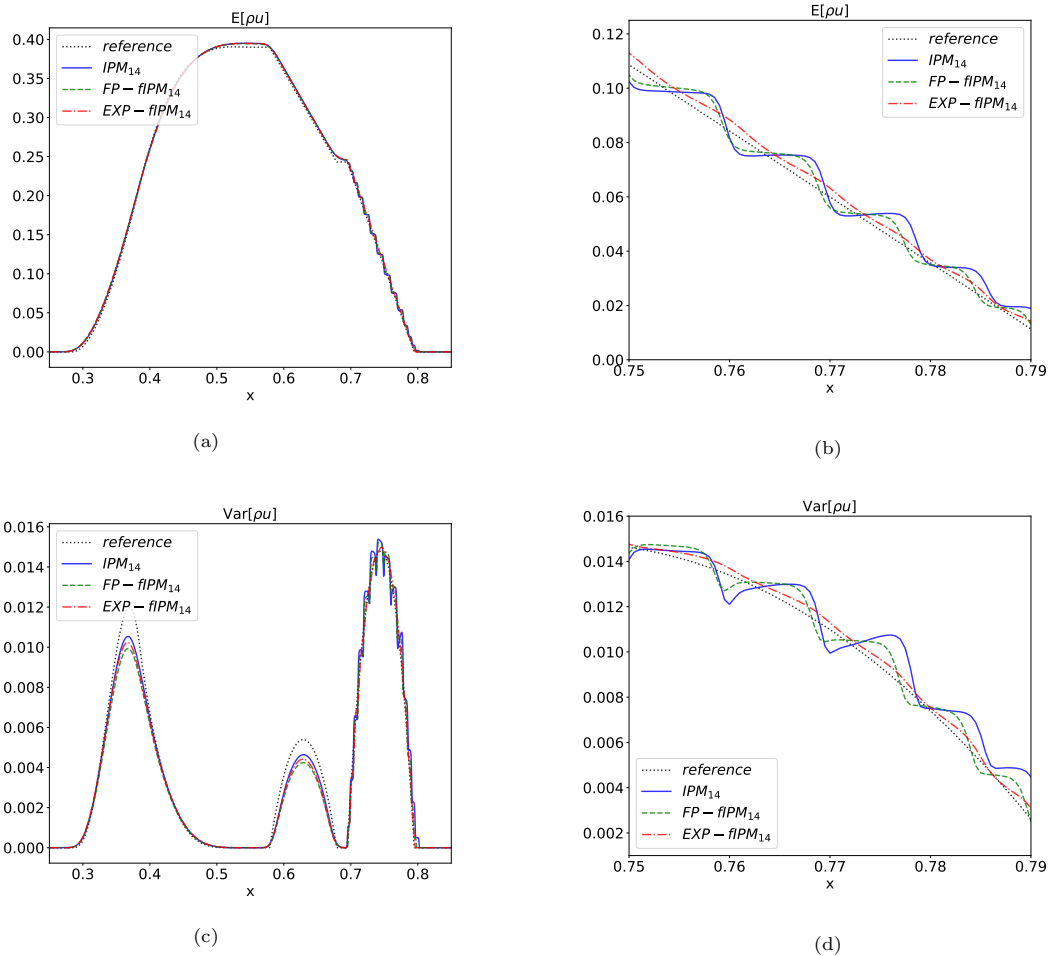 E[ρu]
0.40
0.35
0.30
0.25
0.20
0.15
0.10
0.05
0.00
reference
IPM₁₄
FP − fIPM₁₄
EXP − fIPM₁₄
0.3 0.4 0.5 0.6 0.7 0.8
x
(a)
E[ρu]
0.12
0.10
0.08
0.06
0.04
0.02
0.00
reference
IPM₁₄
FP − fIPM₁₄
EXP − fIPM₁₄
0.75 0.76 0.77 0.78 0.79
x
(b)
Var[ρu]
0.016
0.014
0.012
0.010
0.008
0.006
0.004
0.002
0.000
reference
IPM₁₄
FP − fIPM₁₄
EXP − fIPM₁₄
0.3 0.4 0.5 0.6 0.7 0.8
x
(c)
Var[ρu]
0.016
0.014
0.012
0.010
0.008
0.006
0.004
0.002
reference
IPM₁₄
FP − fIPM₁₄
EXP − fIPM₁₄
0.75 0.76 0.77 0.78 0.79
x
(d)